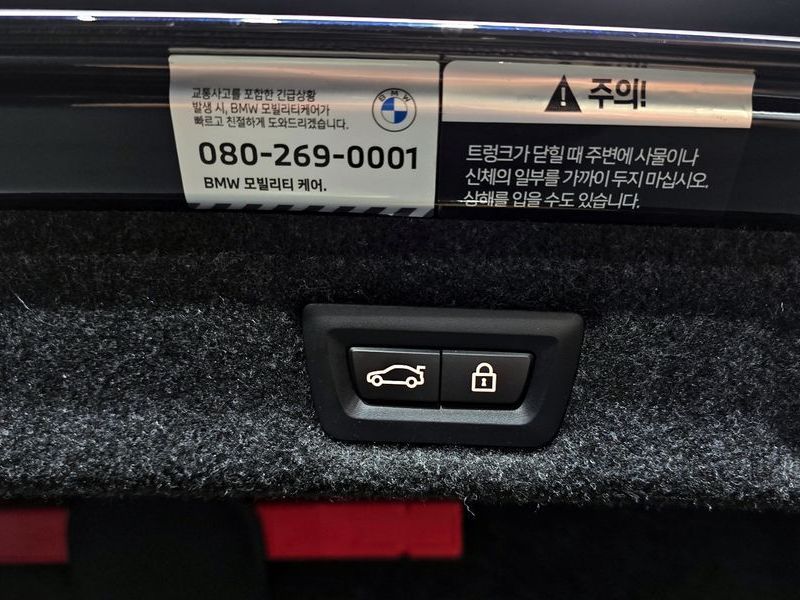 교통사고를 포함한 긴급상황
발생 시, BMW 모빌리티케어가
빠르고 친절하게 도와드리겠습니다.
BMW
080-269-0001
BMW 모빌리티 케어.
주의!
트렁크가 닫힐 때 주변에 사물이나
신체의 일부를 가까이 두지 마십시오.
상해를 입을 수도 있습니다.